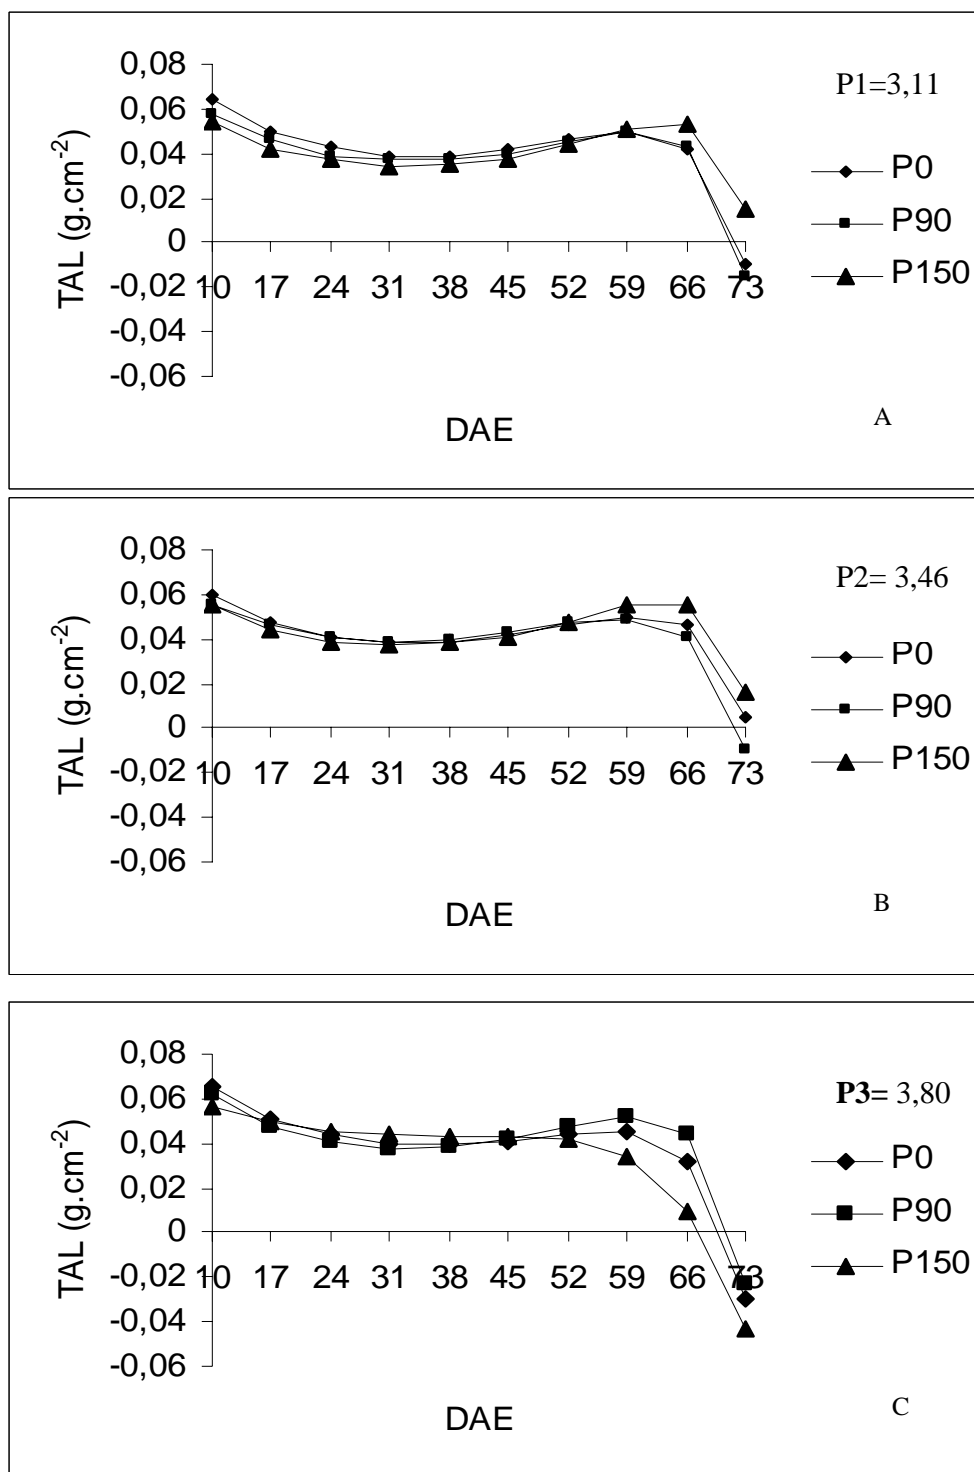 0,08
0,06
0,04
0,02
0
-0,02
-0,04
-0,06
TAL (g.cm-2)
10 17 24 31 38 45 52 59 66 73
DAE
P1=3,11
P0
P90
P150
A
0,08
0,06
0,04
0,02
0
-0,02
-0,04
-0,06
TAL (g.cm-2)
10 17 24 31 38 45 52 59 66 73
DAE
P2= 3,46
P0
P90
P150
B
0,08
0,06
0,04
0,02
0
-0,02
-0,04
-0,06
TAL (g.cm-2)
10 17 24 31 38 45 52 59 66 73
DAE
P3= 3,80
P0
P90
P150
C